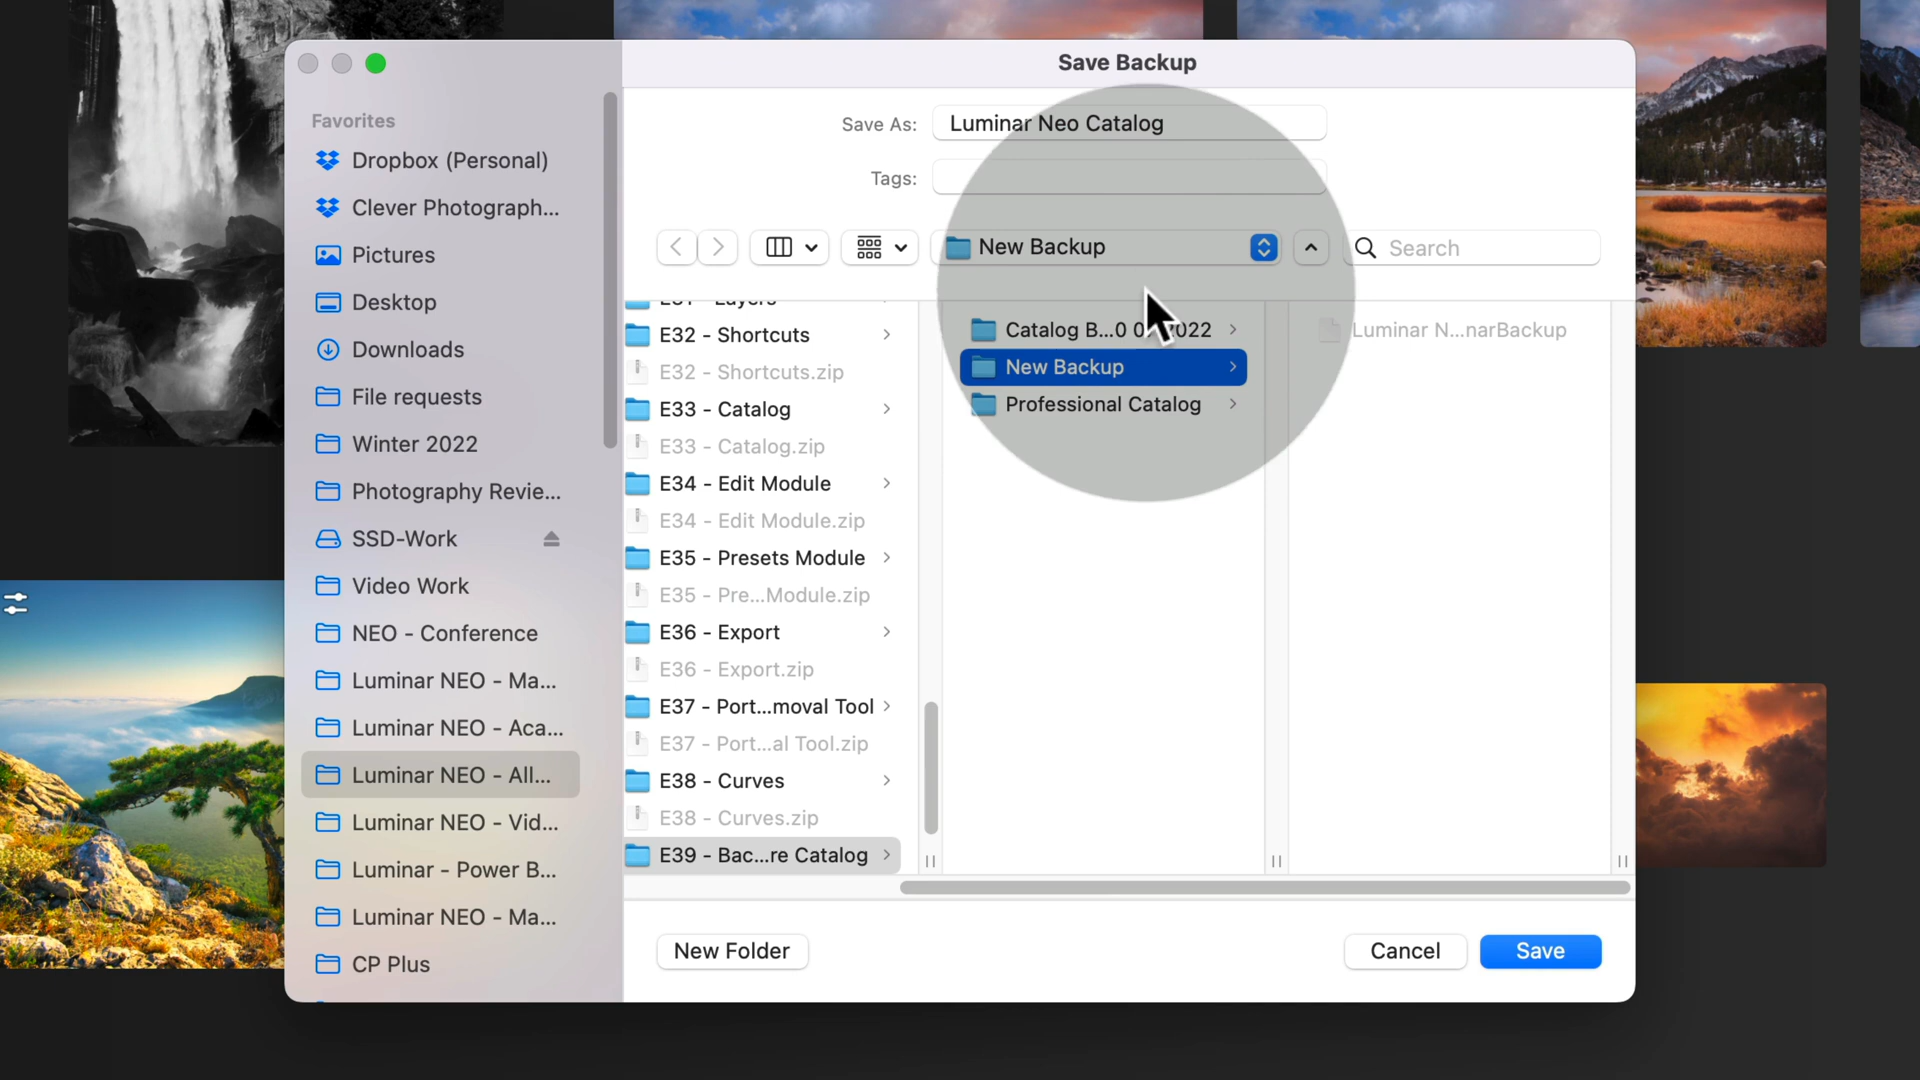 Save Backup
Favorites
Dropbox (Personal)
Clever Photograph...
Pictures
Desktop
Downloads
File requests
Winter 2022
Photography Revie...
SSD-Work
Video Work
NEO - Conference
Luminar NEO - Ma...
Luminar NEO - Aca...
Luminar NEO - All...
Luminar NEO - Vid...
Luminar - Power B...
Luminar NEO - Ma...
CP Plus
Save As: Luminar Neo Catalog
Tags:
New Backup
Search
Layers
E32 - Shortcuts
E32 - Shortcuts.zip
E33 - Catalog
E33 - Catalog.zip
E34 - Edit Module
E34 - Edit Module.zip
E35 - Presets Module
E35 - Pre...Module.zip
E36 - Export
E36 - Export.zip
E37 - Port...moval Tool
E37 - Port...al Tool.zip
E38 - Curves
E38 - Curves.zip
E39 - Bac...re Catalog
Catalog B...0
New Backup
Professional Catalog
Luminar N...narBackup
New Folder
Cancel
Save